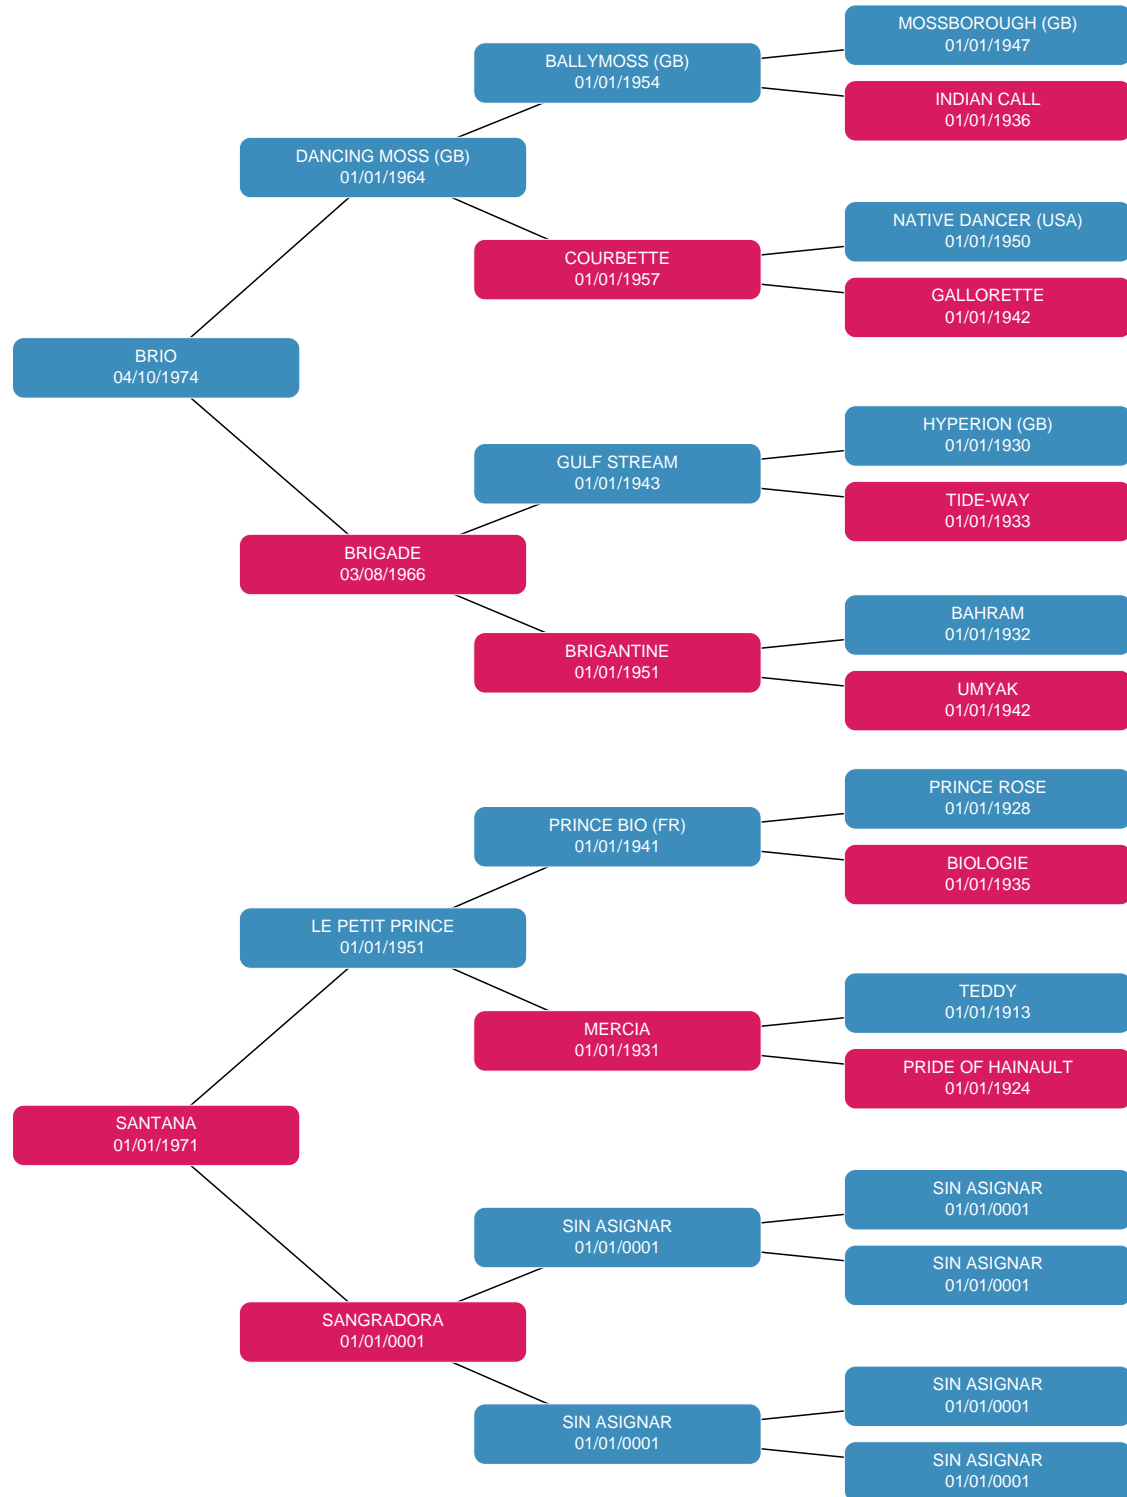 MOSSBOROUGH (GB)
01/01/1947
BALLYMOSS (GB)
01/01/1954
INDIAN CALL
01/01/1936
DANCING MOSS (GB)
01/01/1964
NATIVE DANCER (USA)
01/01/1950
COURBETTE
01/01/1957
GALLORETTE
01/01/1942
BRIO
04/10/1974
HYPERION (GB)
01/01/1930
GULF STREAM
01/01/1943
TIDE-WAY
01/01/1933
BRIGADE
03/08/1966
BAHRAM
01/01/1932
BRIGANTINE
01/01/1951
UMYAK
01/01/1942
PRINCE ROSE
01/01/1928
PRINCE BIO (FR)
01/01/1941
BIOLOGIE
01/01/1935
LE PETIT PRINCE
01/01/1951
TEDDY
01/01/1913
MERCIA
01/01/1931
PRIDE OF HAINAULT
01/01/1924
SANTANA
01/01/1971
SIN ASIGNAR
01/01/0001
SIN ASIGNAR
01/01/0001
SIN ASIGNAR
01/01/0001
SANGRADORA
01/01/0001
SIN ASIGNAR
01/01/0001
SIN ASIGNAR
01/01/0001
SIN ASIGNAR
01/01/0001